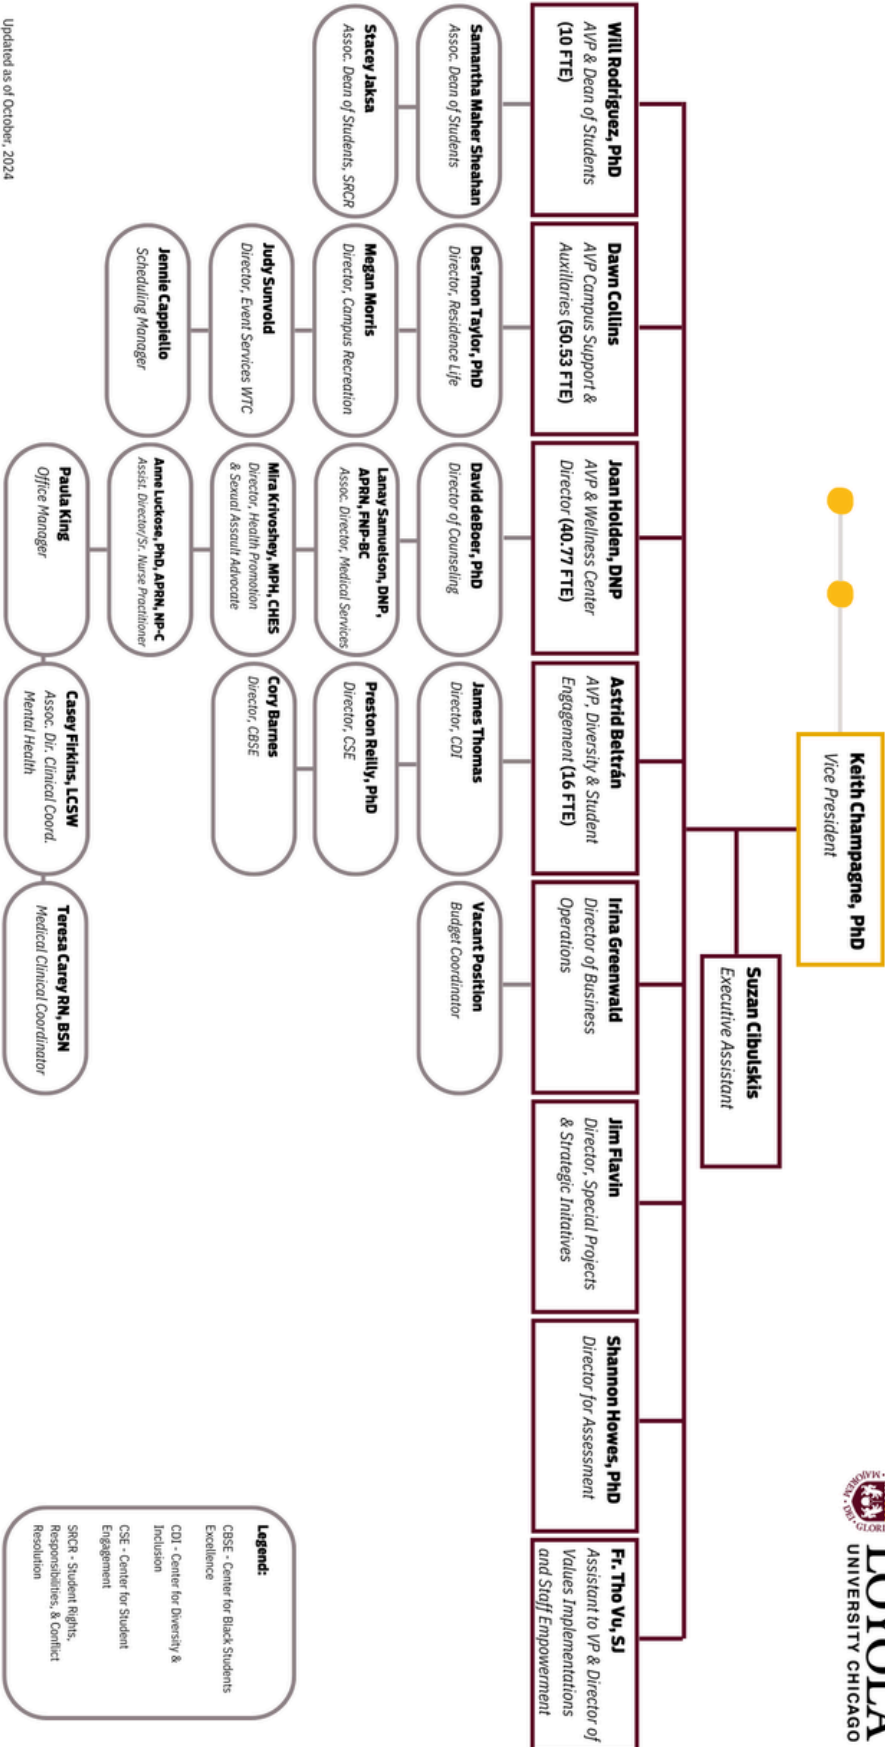 LOYOLA
UNIVERSITY CHICAGO
Keith Champagne, PhD
Vice President
Suzan Cibulskis
Executive Assistant
Will Rodriguez, PhD
AVP & Dean of Students
(10 FTE)
Samantha Maher Sheahan
Assoc. Dean of Students
Stacey Jaksa
Assoc. Dean of Students, SRCR
Dawn Collins
AVP Campus Support &
Auxillaries (50.53 FTE)
Des'mon Taylor, PhD
Director, Residence Life
Megan Morris
Director, Campus Recreation
Judy Sunvold
Director, Event Services WTC
Jennie Cappiello
Scheduling Manager
Joan Holden, DNP
AVP & Wellness Center
Director (40.77 FTE)
David deBoer, PhD
Director of Counseling
Lanay Samuelson, DNP,
APRN, FNP-BC
Assoc. Director, Medical Services
Mira Krivoshey, MPH, CHES
Director, Health Promotion
& Sexual Assault Advocate
Anne Luckose, PhD, APRN, NP-C
Assist. Director/Sr. Nurse Practitioner
Paula King
Office Manager
Casey Firkins, LCSW
Assoc. Dir. Clinical Coord.
Mental Health
Teresa Carey RN, BSN
Medical Clinical Coordinator
Astrid Beltrán
AVP, Diversity & Student
Engagement (16 FTE)
James Thomas
Director, CDI
Preston Reilly, PhD
Director, CSE
Cory Barnes
Director, CBSE
Irina Greenwald
Director of Business
Operations
Vacant Position
Budget Coordinator
Jim Flavin
Director, Special Projects
& Strategic Initatives
Shannon Howes, PhD
Director for Assessment
Fr. Tho Vu, SJ
Assistant to VP & Director of
Values Implementations
and Staff Empowerment
Legend:
CBSE - Center for Black Students
Excellence
CDI - Center for Diversity &
Inclusion
CSE - Center for Student
Engagement
SRCR - Student Rights,
Responsibilities, & Conflict
Resolution
Updated as of October, 2024